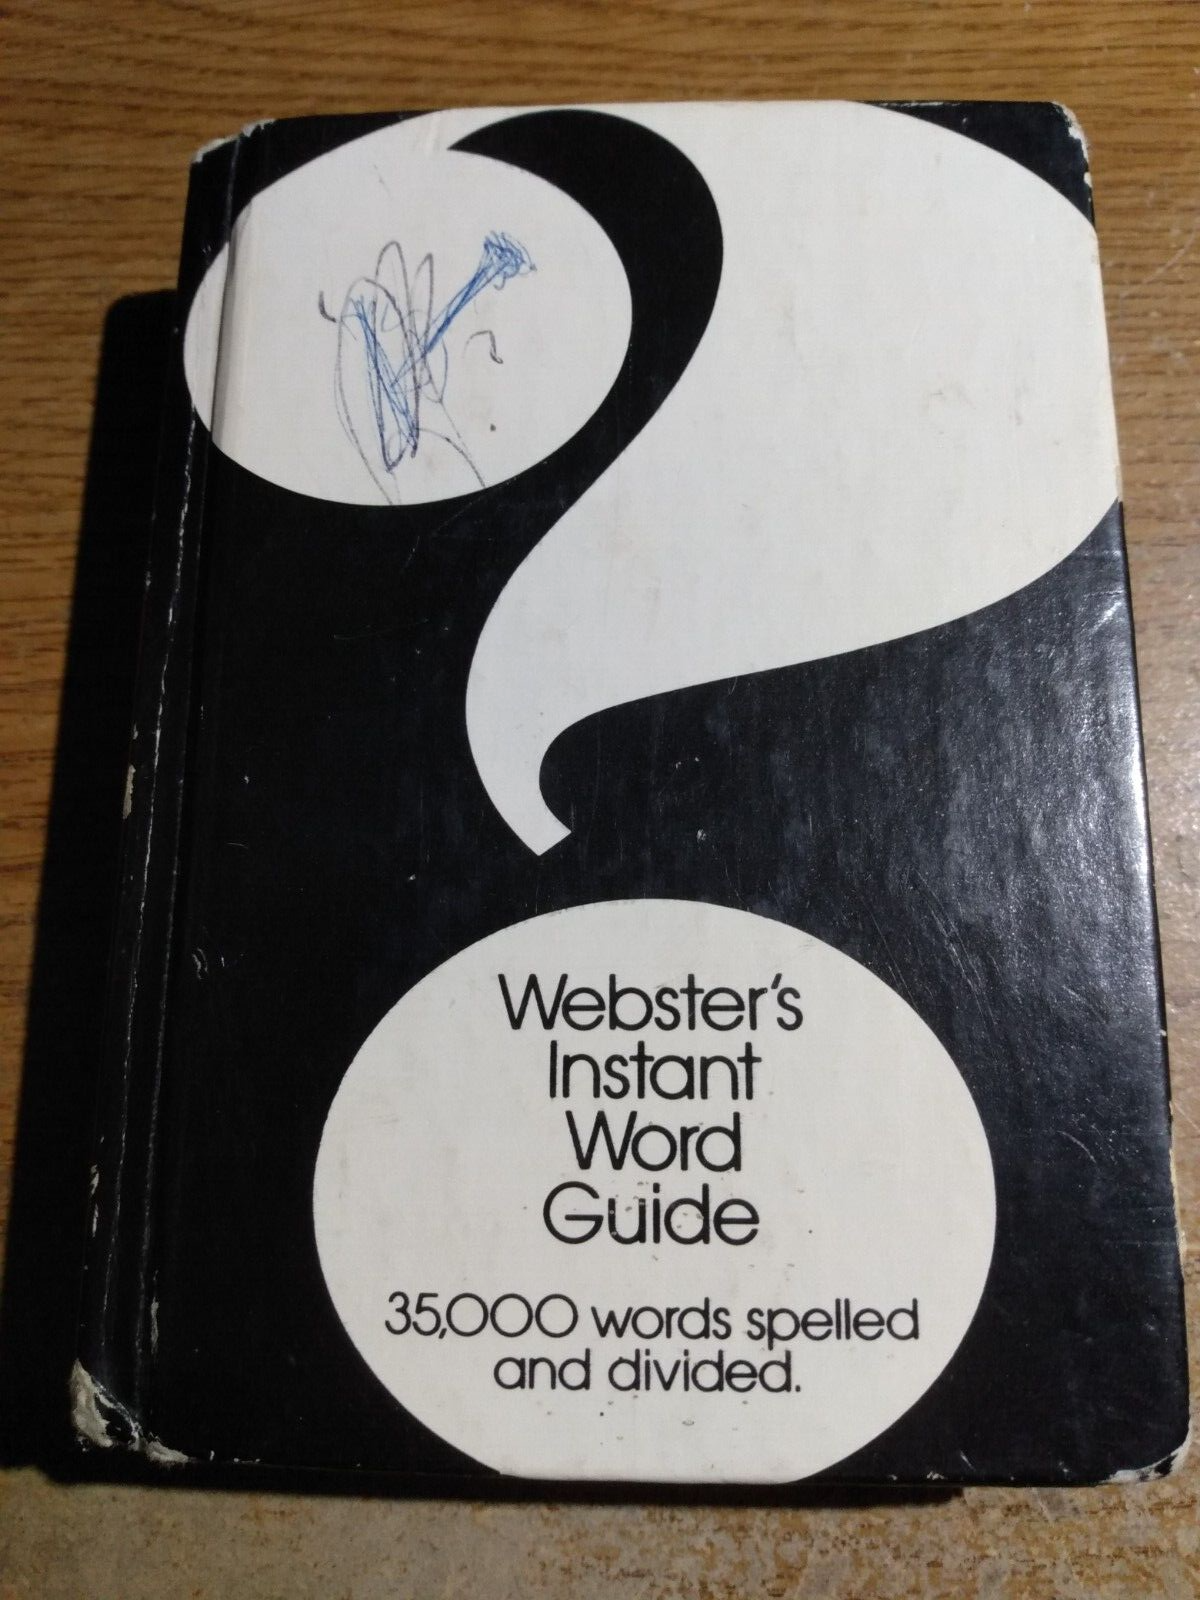 Webster's
Instant
Word
Guide
35,000 words spelled
and divided.